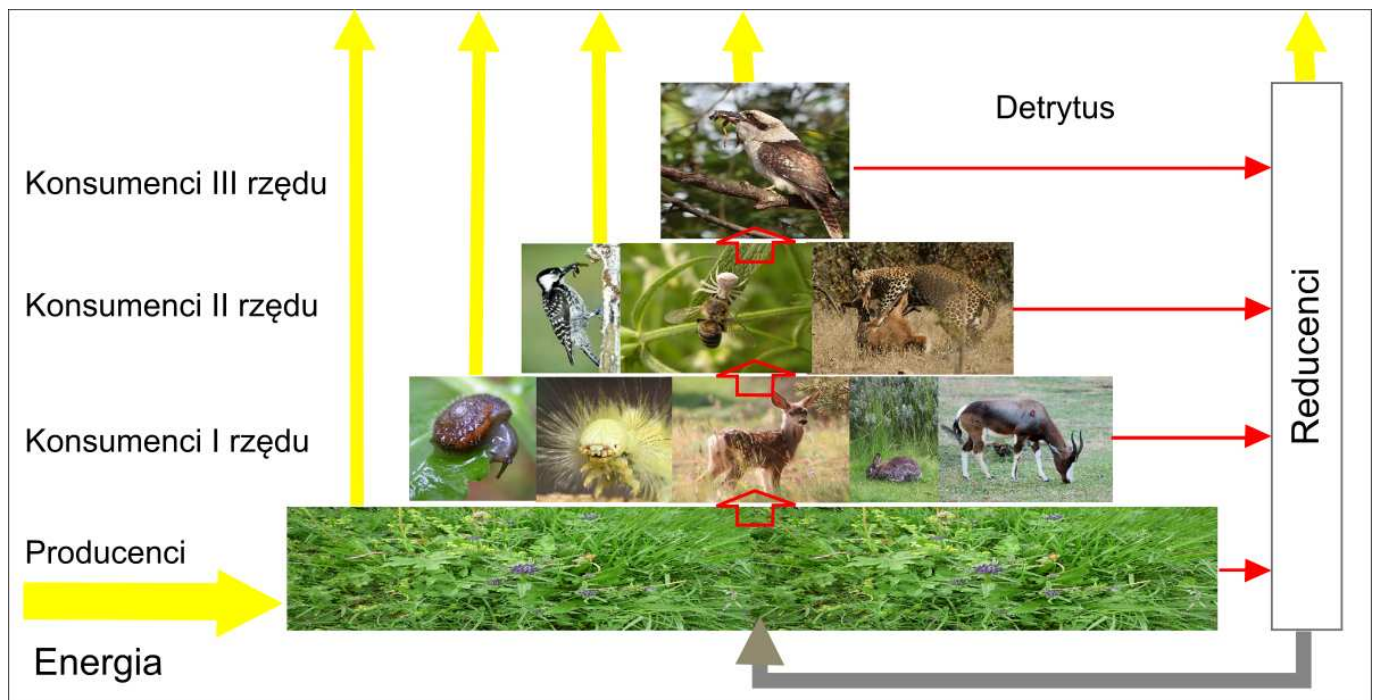 Detrytus
Konsumenci III rzędu
Konsumenci II rzędu
Konsumenci I rzędu
Producenci
Energia
Reducenci